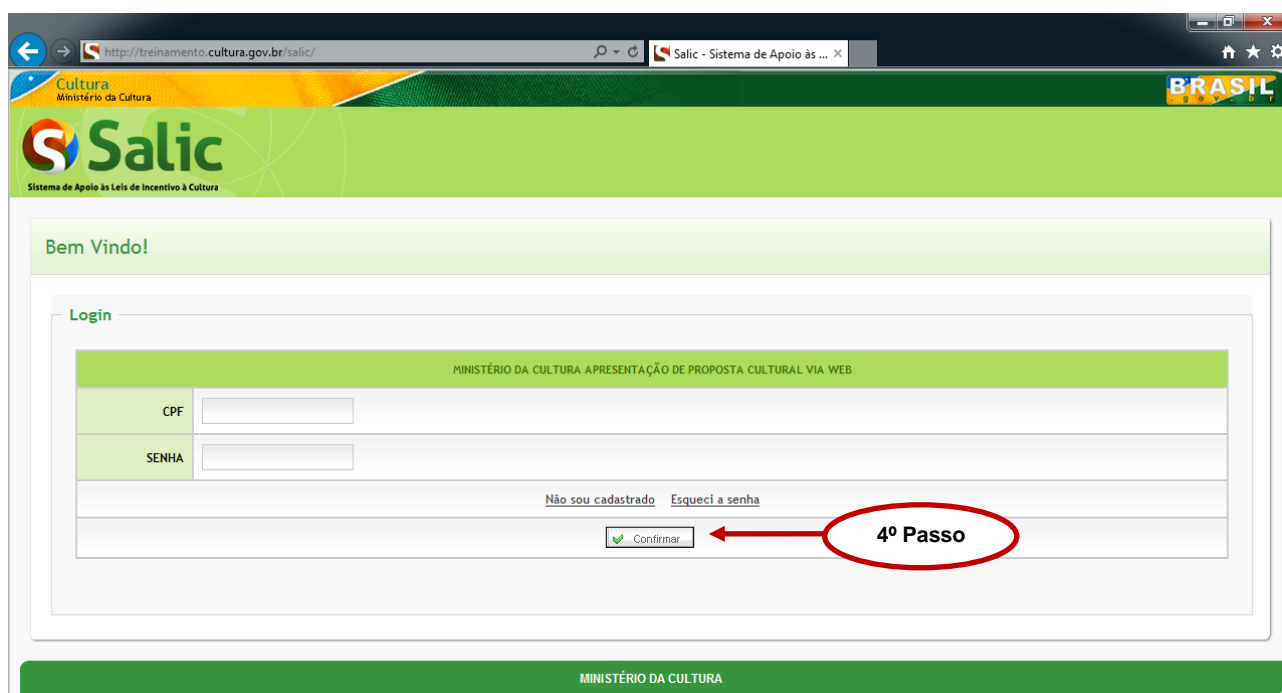 http://treinamento.cultura.gov.br/salic/
Salic - Sistema de Apoio às ...
Cultura
Ministério da Cultura
BRASIL
.gov.br
Salic
Sistema de Apoio às Leis de Incentivo à Cultura
Bem Vindo!
Login
MINISTÉRIO DA CULTURA APRESENTAÇÃO DE PROPOSTA CULTURAL VIA WEB
CPF
SENHA
Não sou cadastrado Esqueci a senha
Confirmar
4º Passo
MINISTÉRIO DA CULTURA